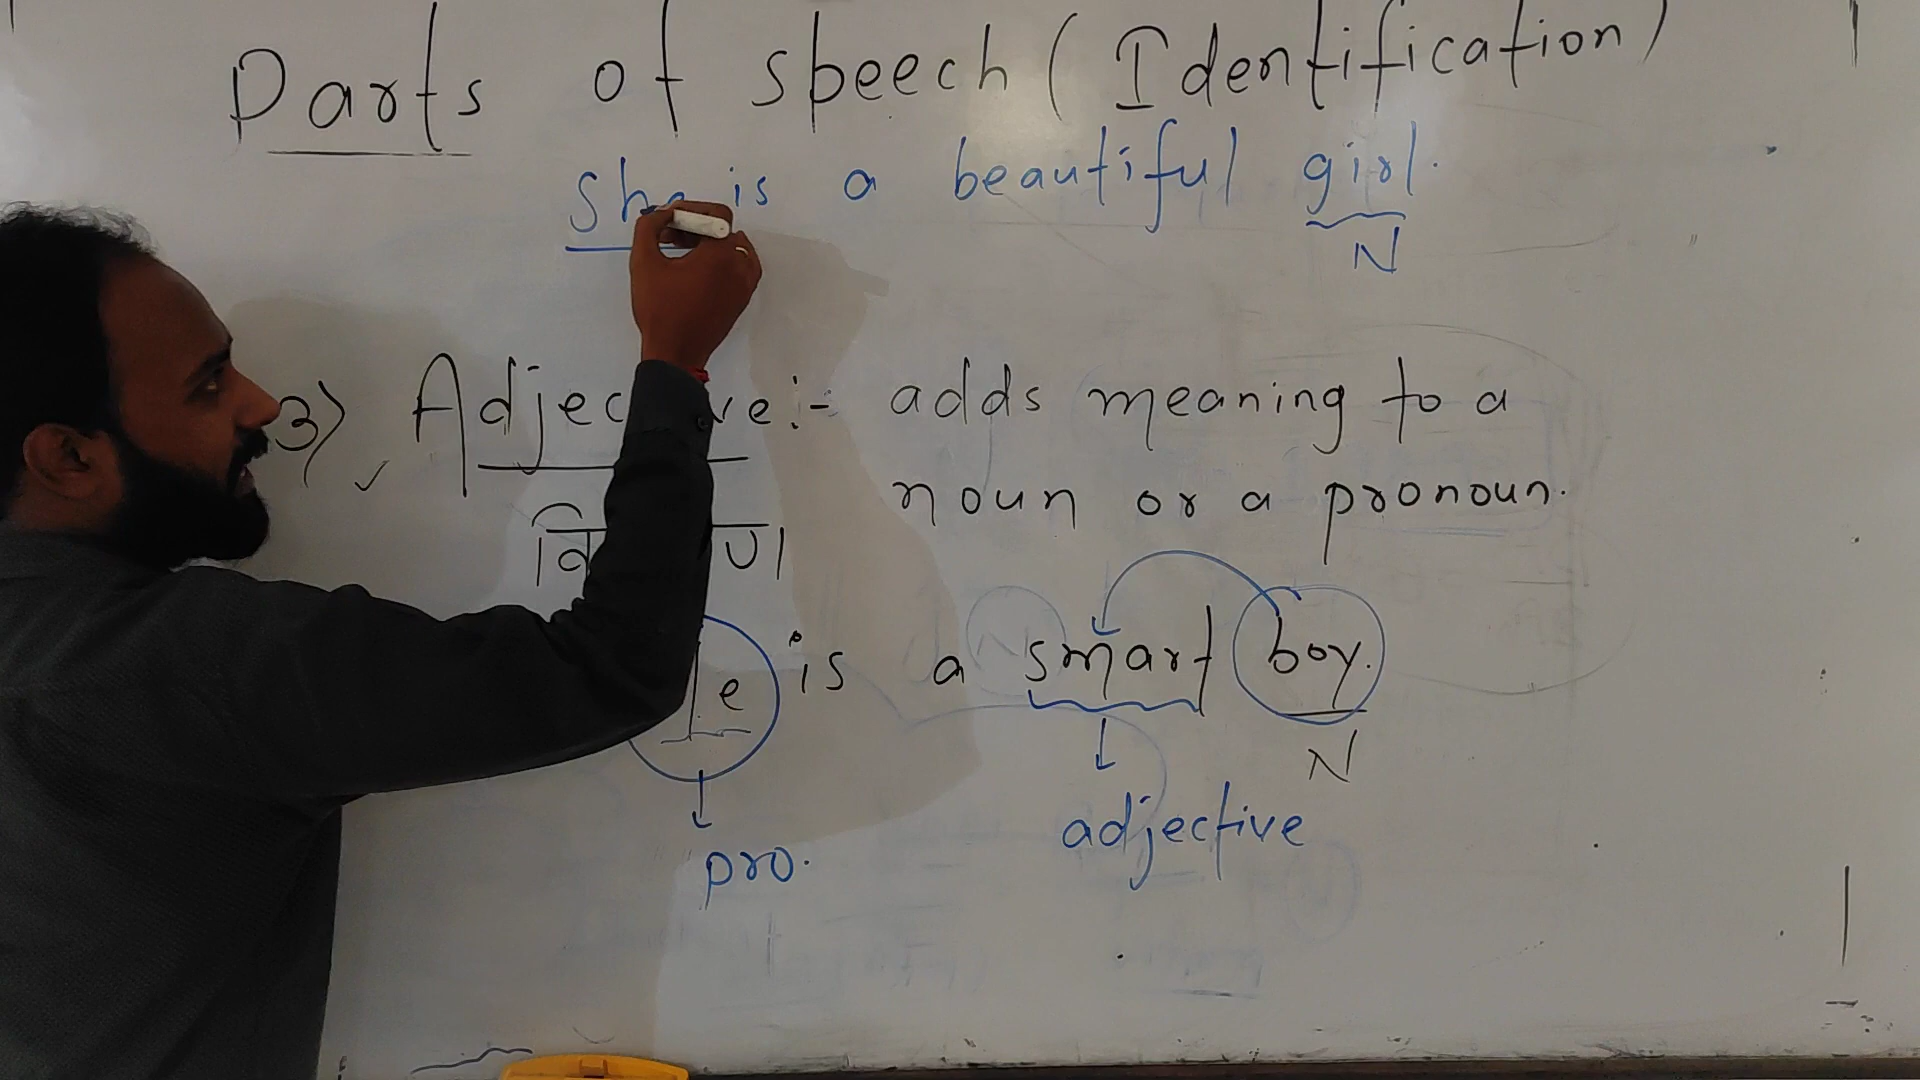 Parts of speech (Identification)
She is a beautiful girl.
N
3) Adjective :- adds meaning to a
noun or a pronoun.
is a smart boy.
N
adjective
pro.